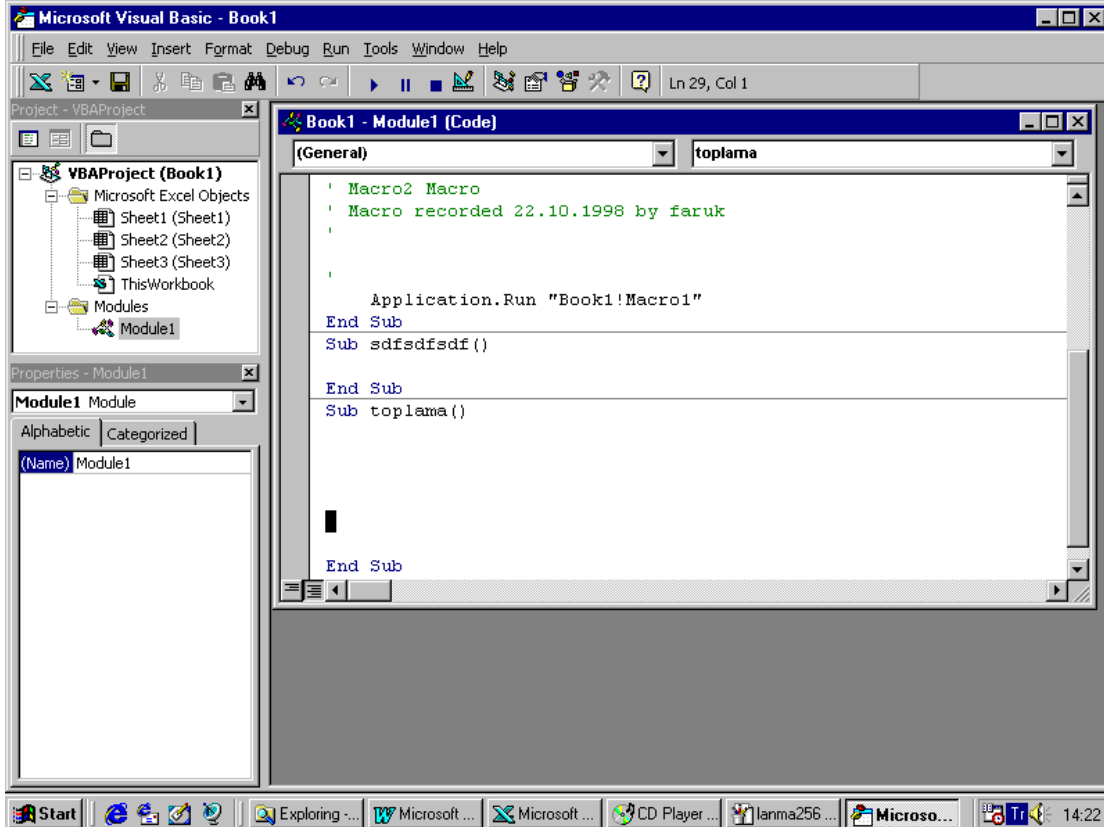 Microsoft Visual Basic - Book1
File Edit View Insert Format Debug Run Tools Window Help
Ln 29, Col 1
Project - VBAProject
VBAProject (Book1)
Microsoft Excel Objects
Sheet1 (Sheet1)
Sheet2 (Sheet2)
Sheet3 (Sheet3)
ThisWorkbook
Modules
Module1
Properties - Module1
Module1 Module
Alphabetic Categorized
(Name) Module1
Book1 - Module1 (Code)
(General) toplama
' Macro2 Macro
' Macro recorded 22.10.1998 by faruk
'
'
Application.Run "Book1!Macro1"
End Sub
Sub sdfsdfsdf()
End Sub
Sub toplama()
End Sub
Start Exploring -... Microsoft ... Microsoft ... CD Player ... lanma256 ... Microso... Tr 14:22